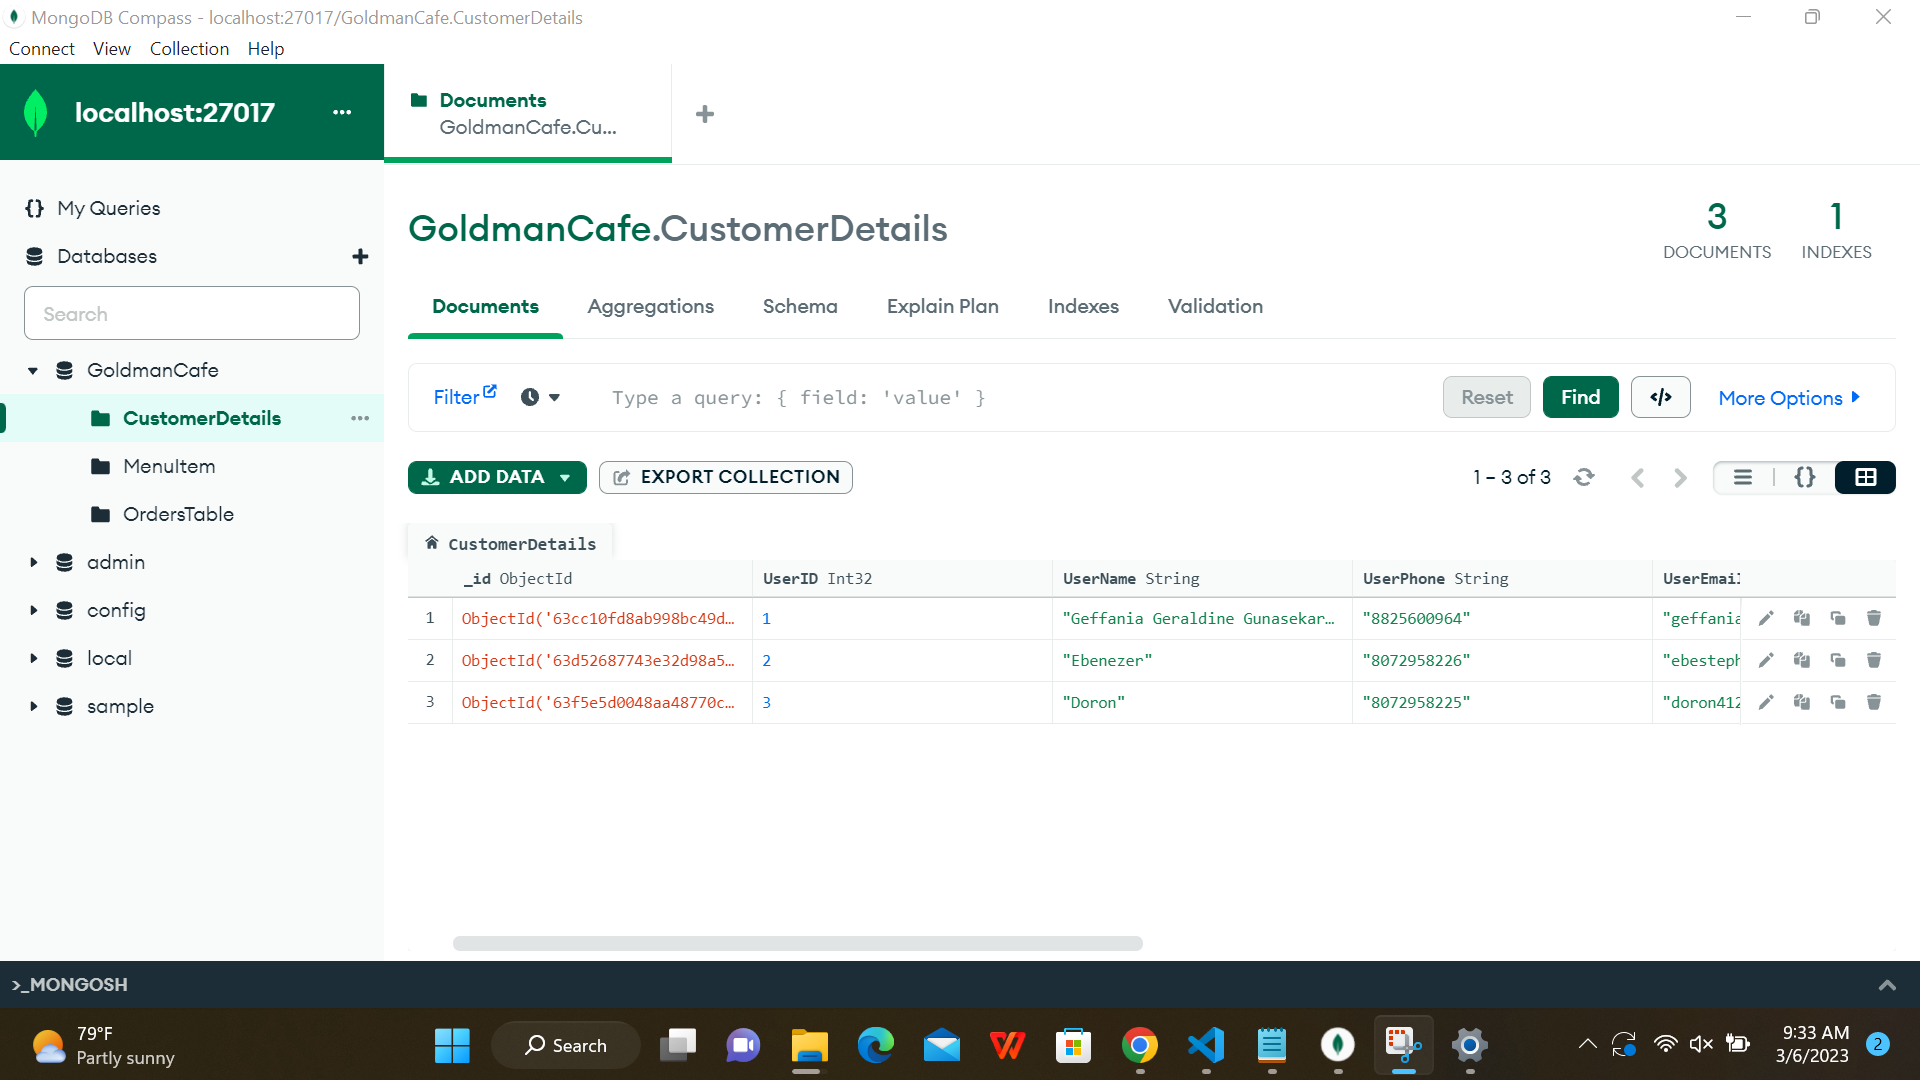 MongoDB Compass - localhost:27017/GoldmanCafe.CustomerDetails
Connect View Collection Help
localhost:27017 ...
Documents
GoldmanCafe.Cu...
My Queries
Databases
Search
GoldmanCafe
CustomerDetails
MenuItem
OrdersTable
admin
config
local
sample
GoldmanCafe.CustomerDetails
3
DOCUMENTS
1
INDEXES
Documents Aggregations Schema Explain Plan Indexes Validation
Filter Type a query: { field: 'value' } Reset Find </> More Options
ADD DATA EXPORT COLLECTION 1 – 3 of 3 {}
CustomerDetails
_id ObjectId UserID Int32 UserName String UserPhone String UserEmail
1 ObjectId('63cc10fd8ab998bc49d... 1 "Geffania Geraldine Gunasekar... "8825600964" "geffania
2 ObjectId('63d52687743e32d98a5... 2 "Ebenezer" "8072958226" "ebesteph
3 ObjectId('63f5e5d0048aa48770c... 3 "Doron" "8072958225" "doron412
>_MONGOSH
79°F
Partly sunny
Search
9:33 AM
3/6/2023
2